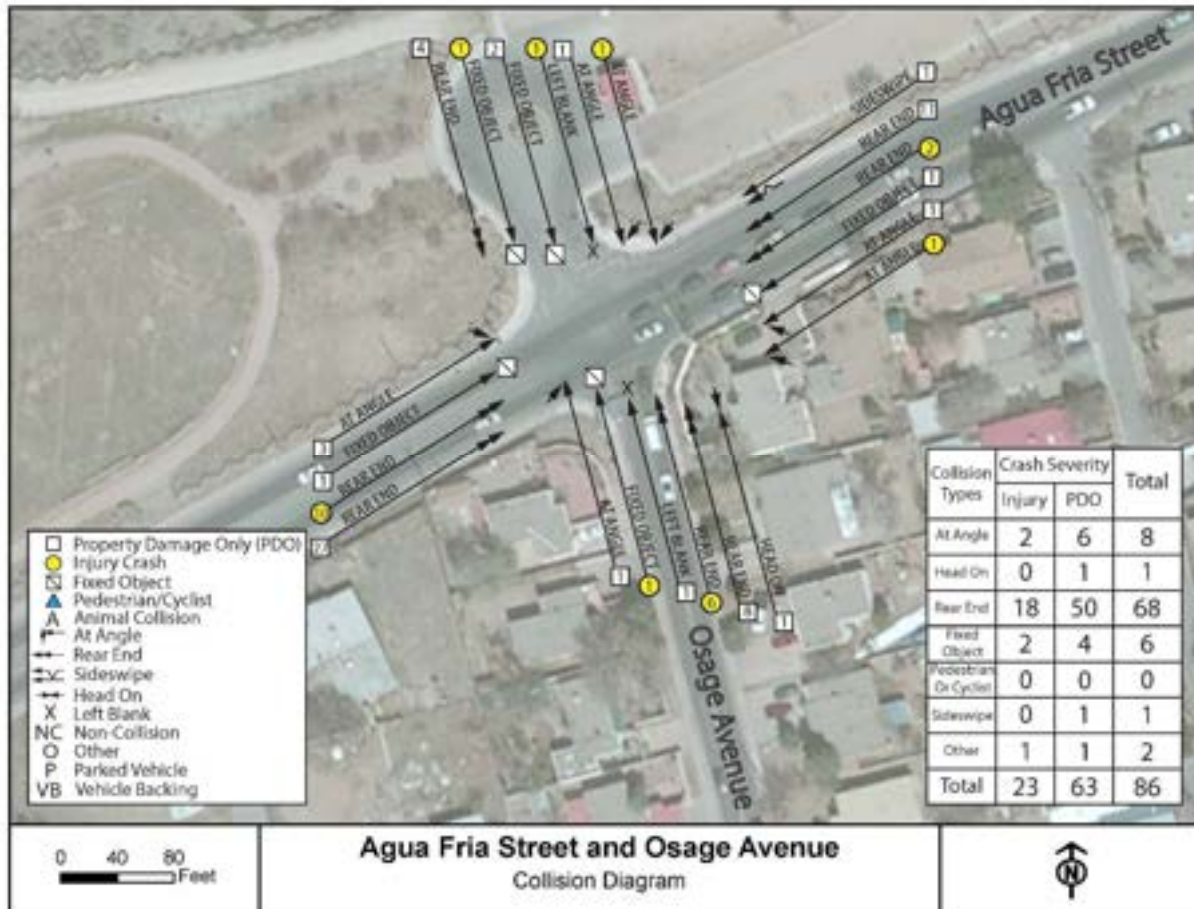 4 1 2 1 1 1
REAR END
FIXED OBJECT
FIXED OBJECT
LEFT BLANK
AT ANGLE
AT ANGLE
SIDESWIPE 1
REAR END
REAR END 2
FIXED OBJECT 1
AT ANGLE 1
AT ANGLE 1
Agua Fria Street
X
3 AT ANGLE
1 FIXED OBJECT
REAR END
REAR END
X
AT ANGLE
FIXED OBJECT
LEFT BLANK
REAR END
REAR END
HEAD ON
1 1 1 6 4 1
Osage Avenue
Property Damage Only (PDO)
Injury Crash
Fixed Object
Pedestrian/Cyclist
A Animal Collision
At Angle
Rear End
Sideswipe
Head On
X Left Blank
NC Non-Collision
O Other
P Parked Vehicle
VB Vehicle Backing
Collision Types Crash Severity Total
Injury PDO
At Angle 2 6 8
Head On 0 1 1
Rear End 18 50 68
Fixed Object 2 4 6
Pedestrian Or Cyclist 0 0 0
Sideswipe 0 1 1
Other 1 1 2
Total 23 63 86
0 40 80
Feet
Agua Fria Street and Osage Avenue
Collision Diagram
N